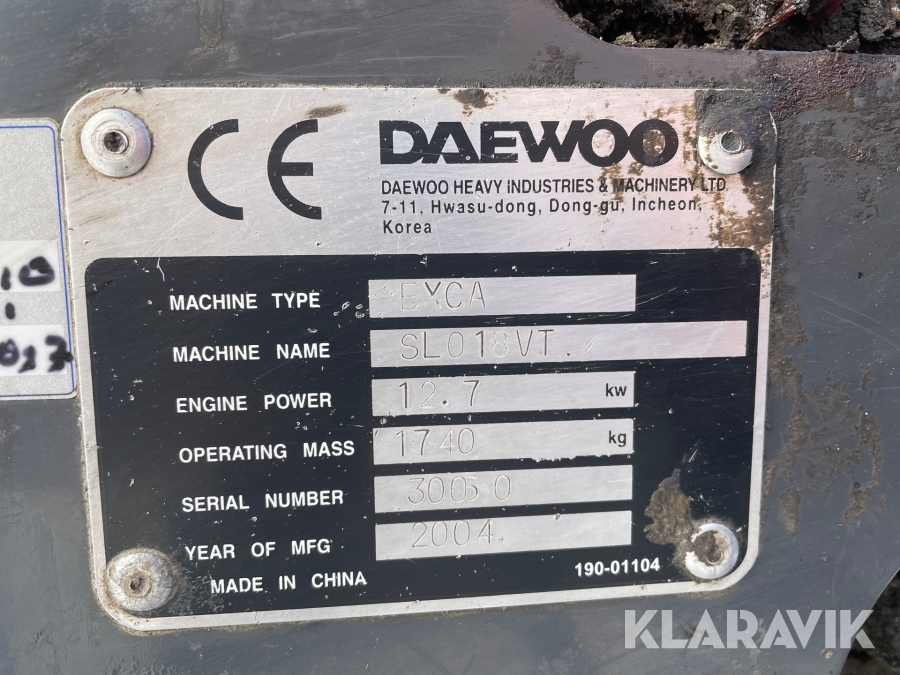 CE DAEWOO
DAEWOO HEAVY INDUSTRIES & MACHINERY LTD.
7-11, Hwasu-dong, Dong-gu, Incheon,
Korea
MACHINE TYPE EXCA
MACHINE NAME SL018VT.
ENGINE POWER 12.7 kw
OPERATING MASS 1740 kg
SERIAL NUMBER
YEAR OF MFG 2004
MADE IN CHINA 190-01104
KLARAVIK